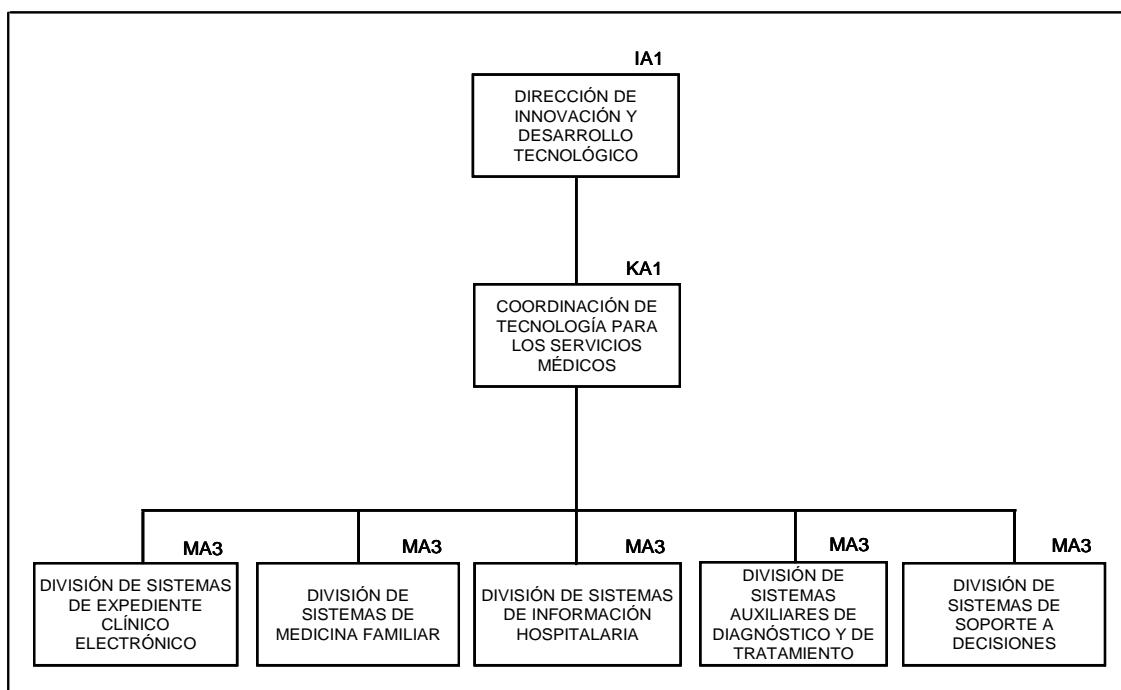 IA1
DIRECCIÓN DE
INNOVACIÓN Y
DESARROLLO
TECNOLÓGICO
KA1
COORDINACIÓN DE
TECNOLOGÍA PARA
LOS SERVICIOS
MÉDICOS
MA3
DIVISIÓN DE SISTEMAS
DE EXPEDIENTE
CLÍNICO
ELECTRÓNICO
MA3
DIVISIÓN DE
SISTEMAS DE
MEDICINA FAMILIAR
MA3
DIVISIÓN DE SISTEMAS
DE INFORMACIÓN
HOSPITALARIA
MA3
DIVISIÓN DE
SISTEMAS
AUXILIARES DE
DIAGNÓSTICO Y DE
TRATAMIENTO
MA3
DIVISIÓN DE
SISTEMAS DE
SOPORTE A
DECISIONES